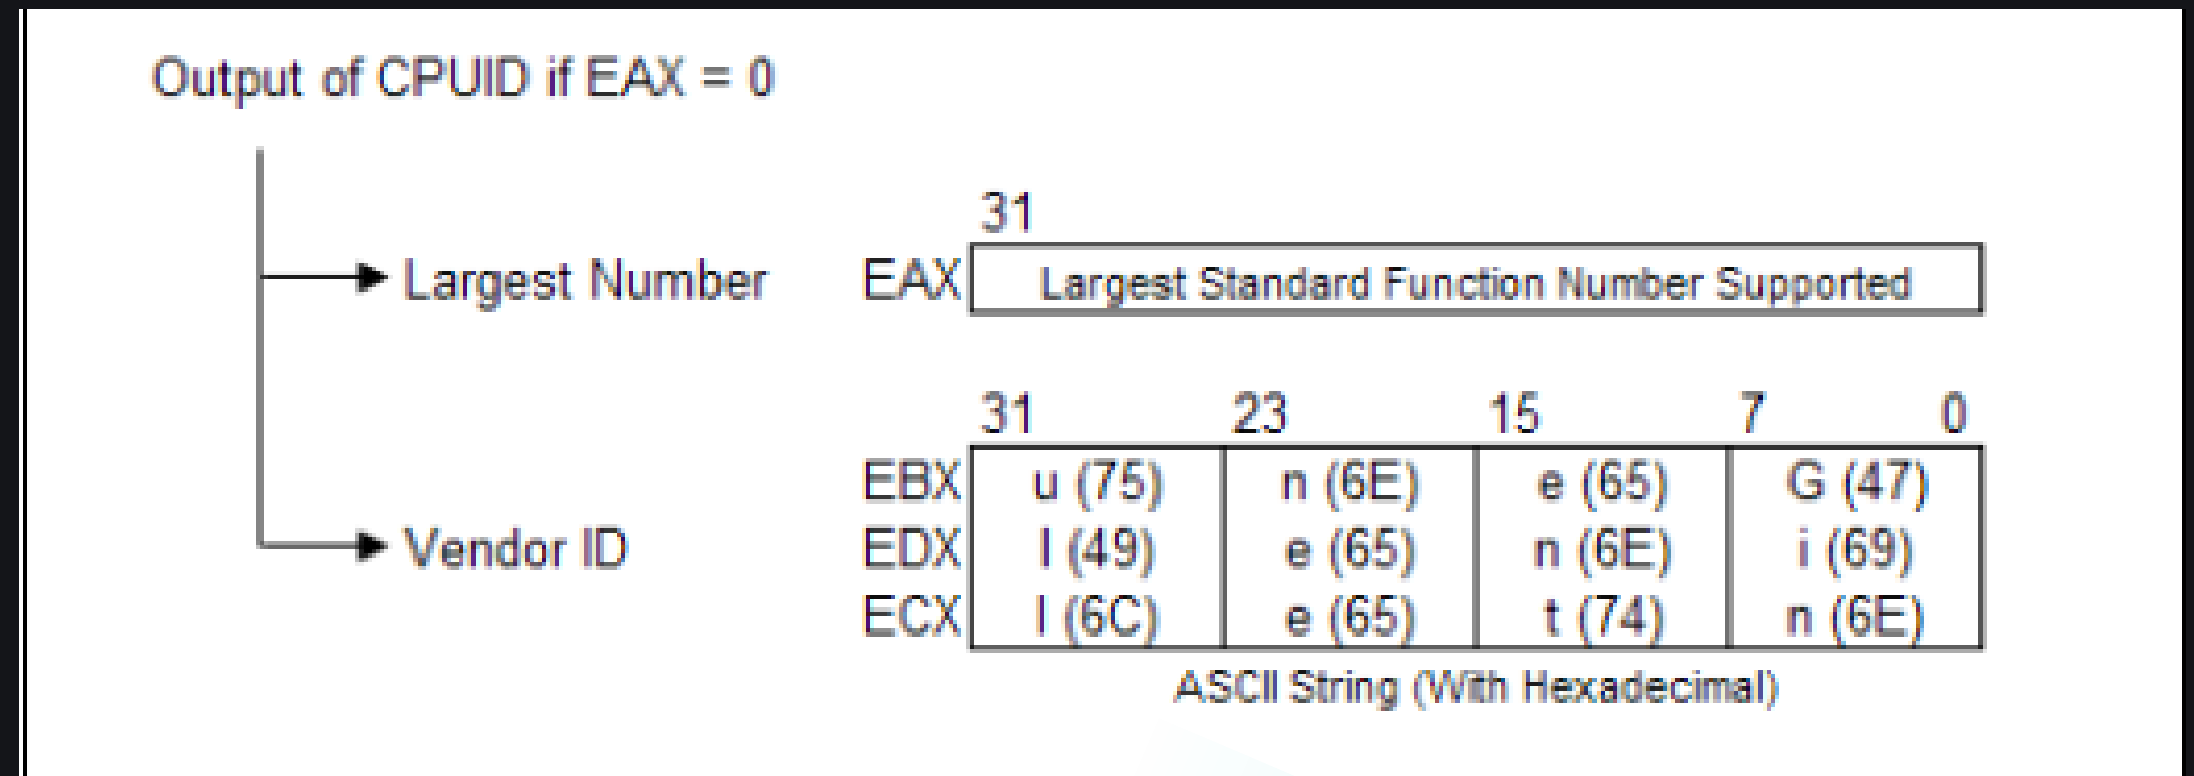 Output of CPUID if EAX = 0
31
Largest Number EAX Largest Standard Function Number Supported
31 23 15 7 0
EBX u (75) n (6E) e (65) G (47)
Vendor ID EDX I (49) e (65) n (6E) i (69)
ECX l (6C) e (65) t (74) n (6E)
ASCII String (With Hexadecimal)